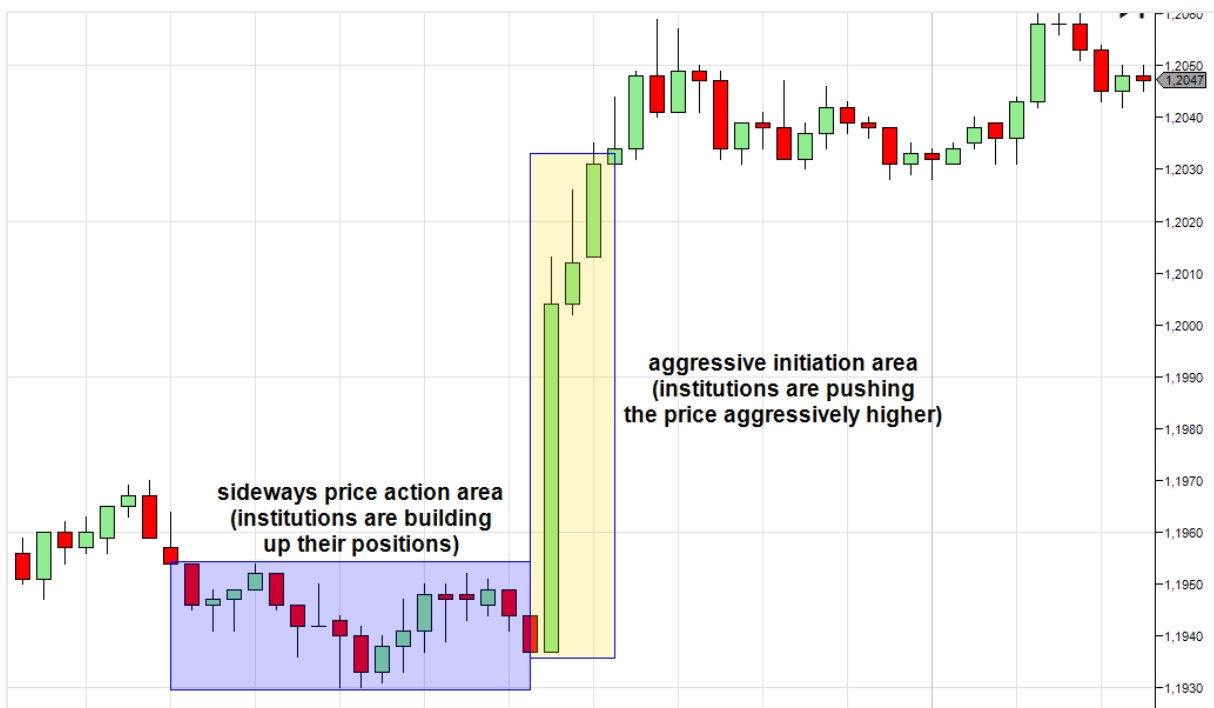 1,2060
1,2050
1,2047
1,2040
1,2030
1,2020
1,2010
1,2000
aggressive initiation area
(institutions are pushing
the price aggressively higher)
1,1990
1,1980
1,1970
sideways price action area
(institutions are building
up their positions)
1,1960
1,1950
1,1940
1,1930